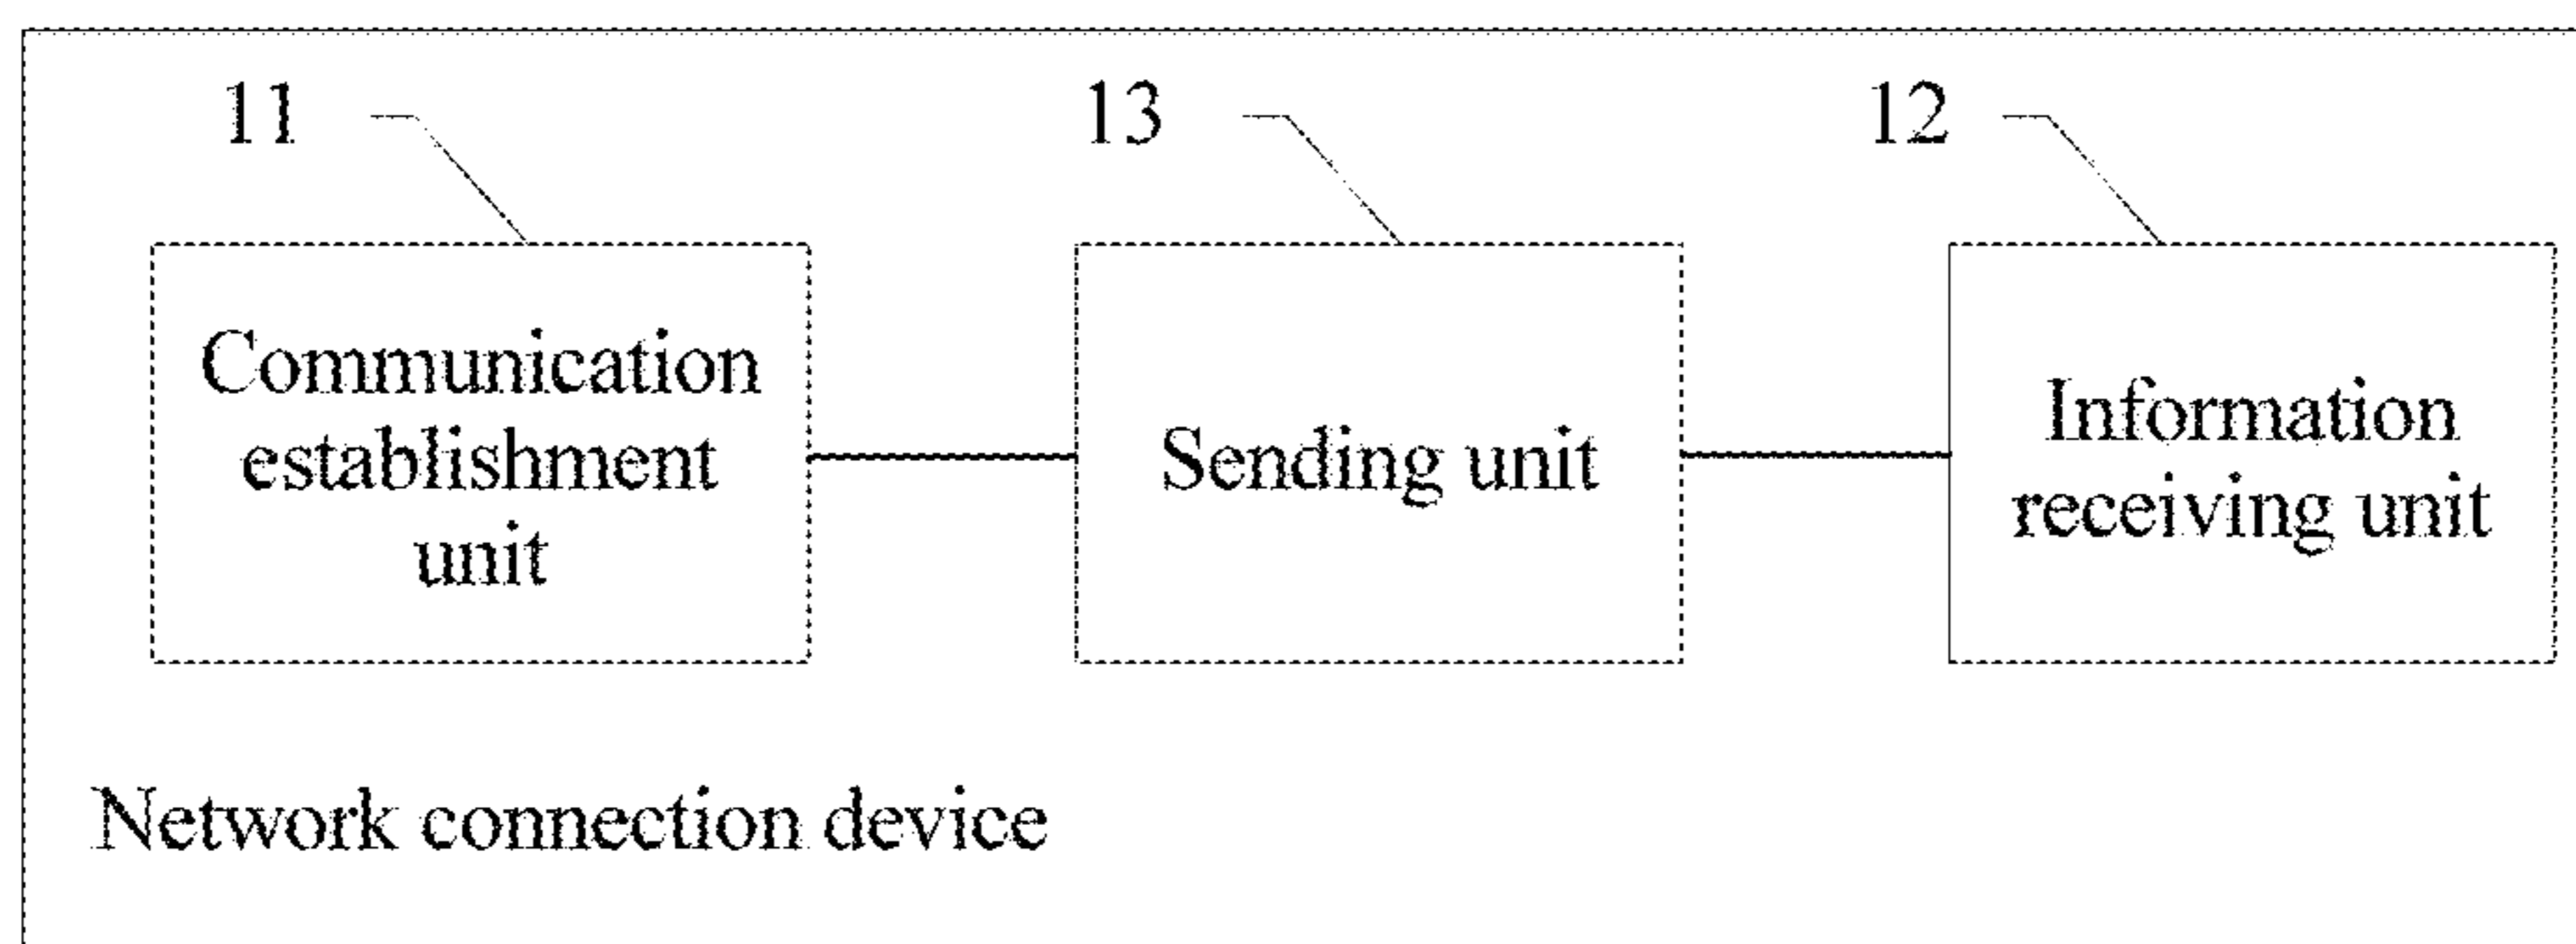 11
13
12
Communication
establishment
unit
Sending unit
Information
receiving unit
Network connection device